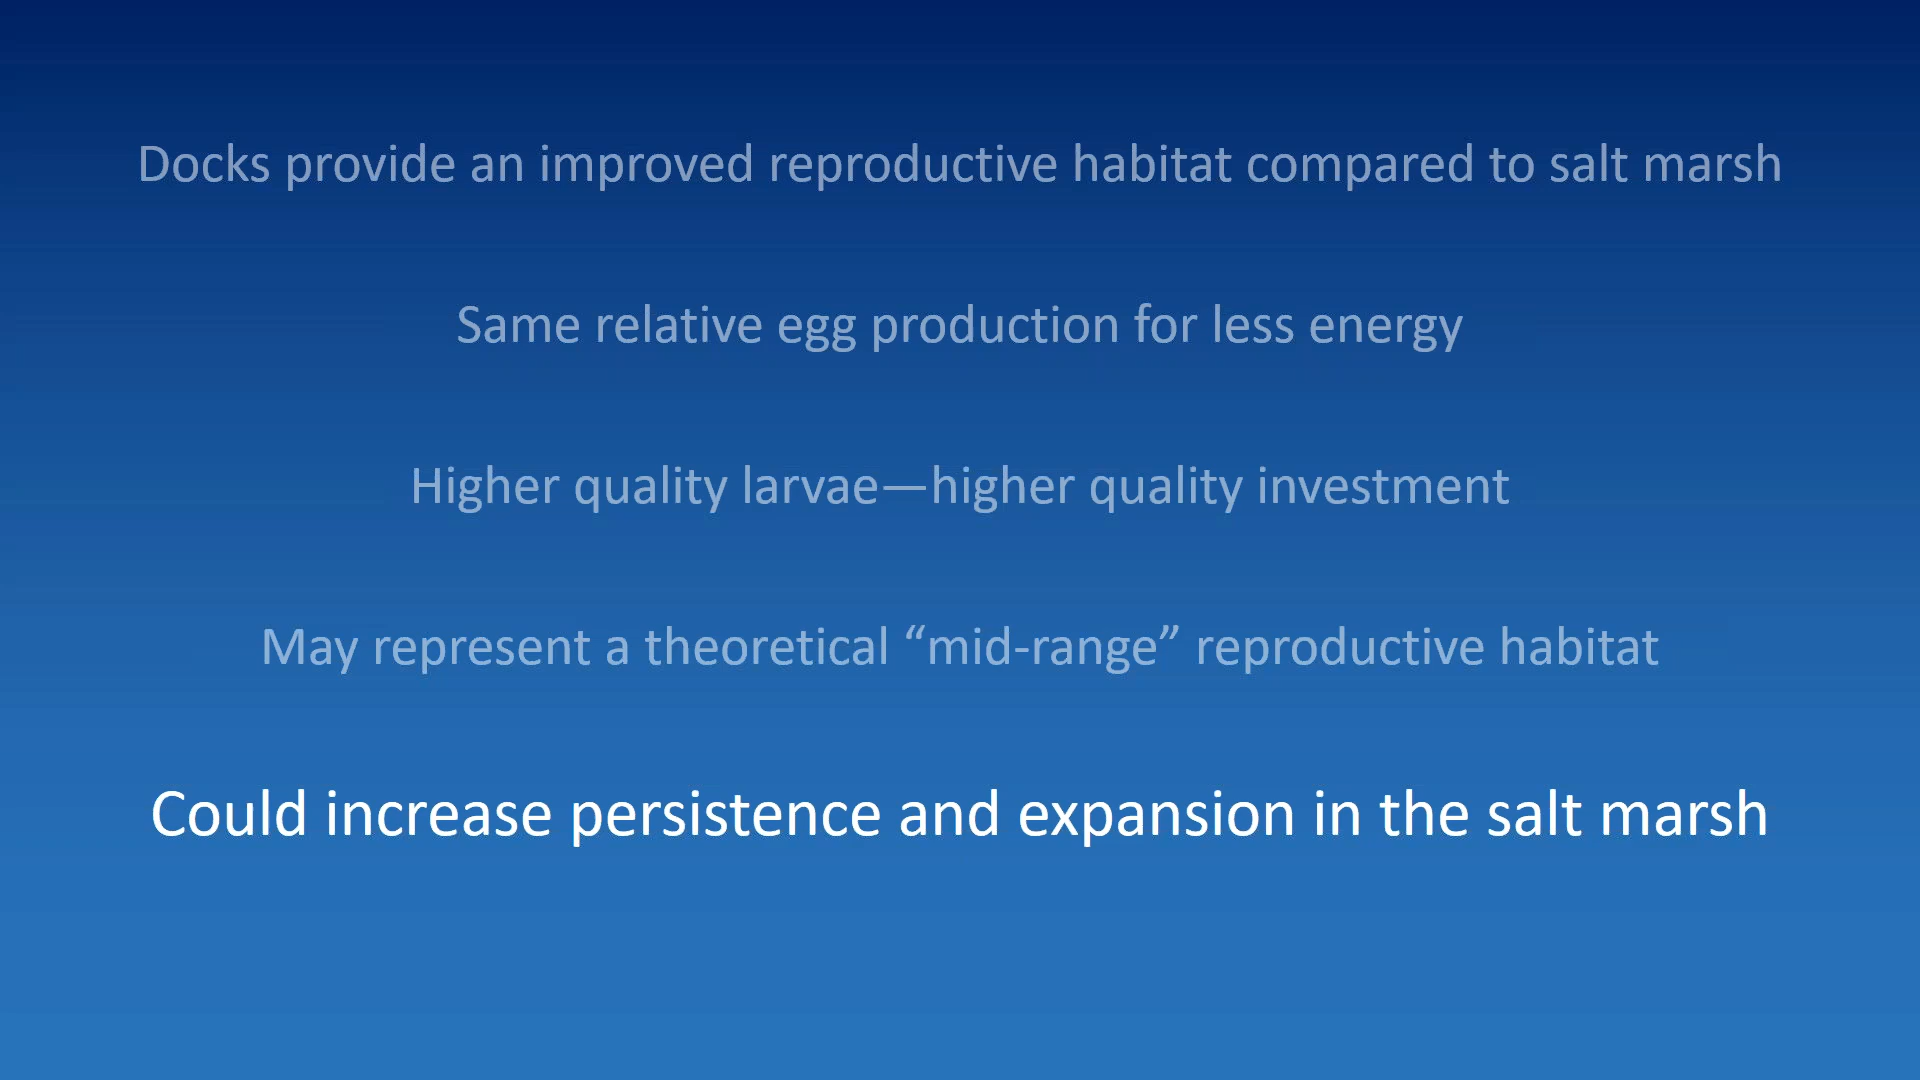 Docks provide an improved reproductive habitat compared to salt marsh
Same relative egg production for less energy
Higher quality larvae—higher quality investment
May represent a theoretical “mid-range” reproductive habitat
Could increase persistence and expansion in the salt marsh